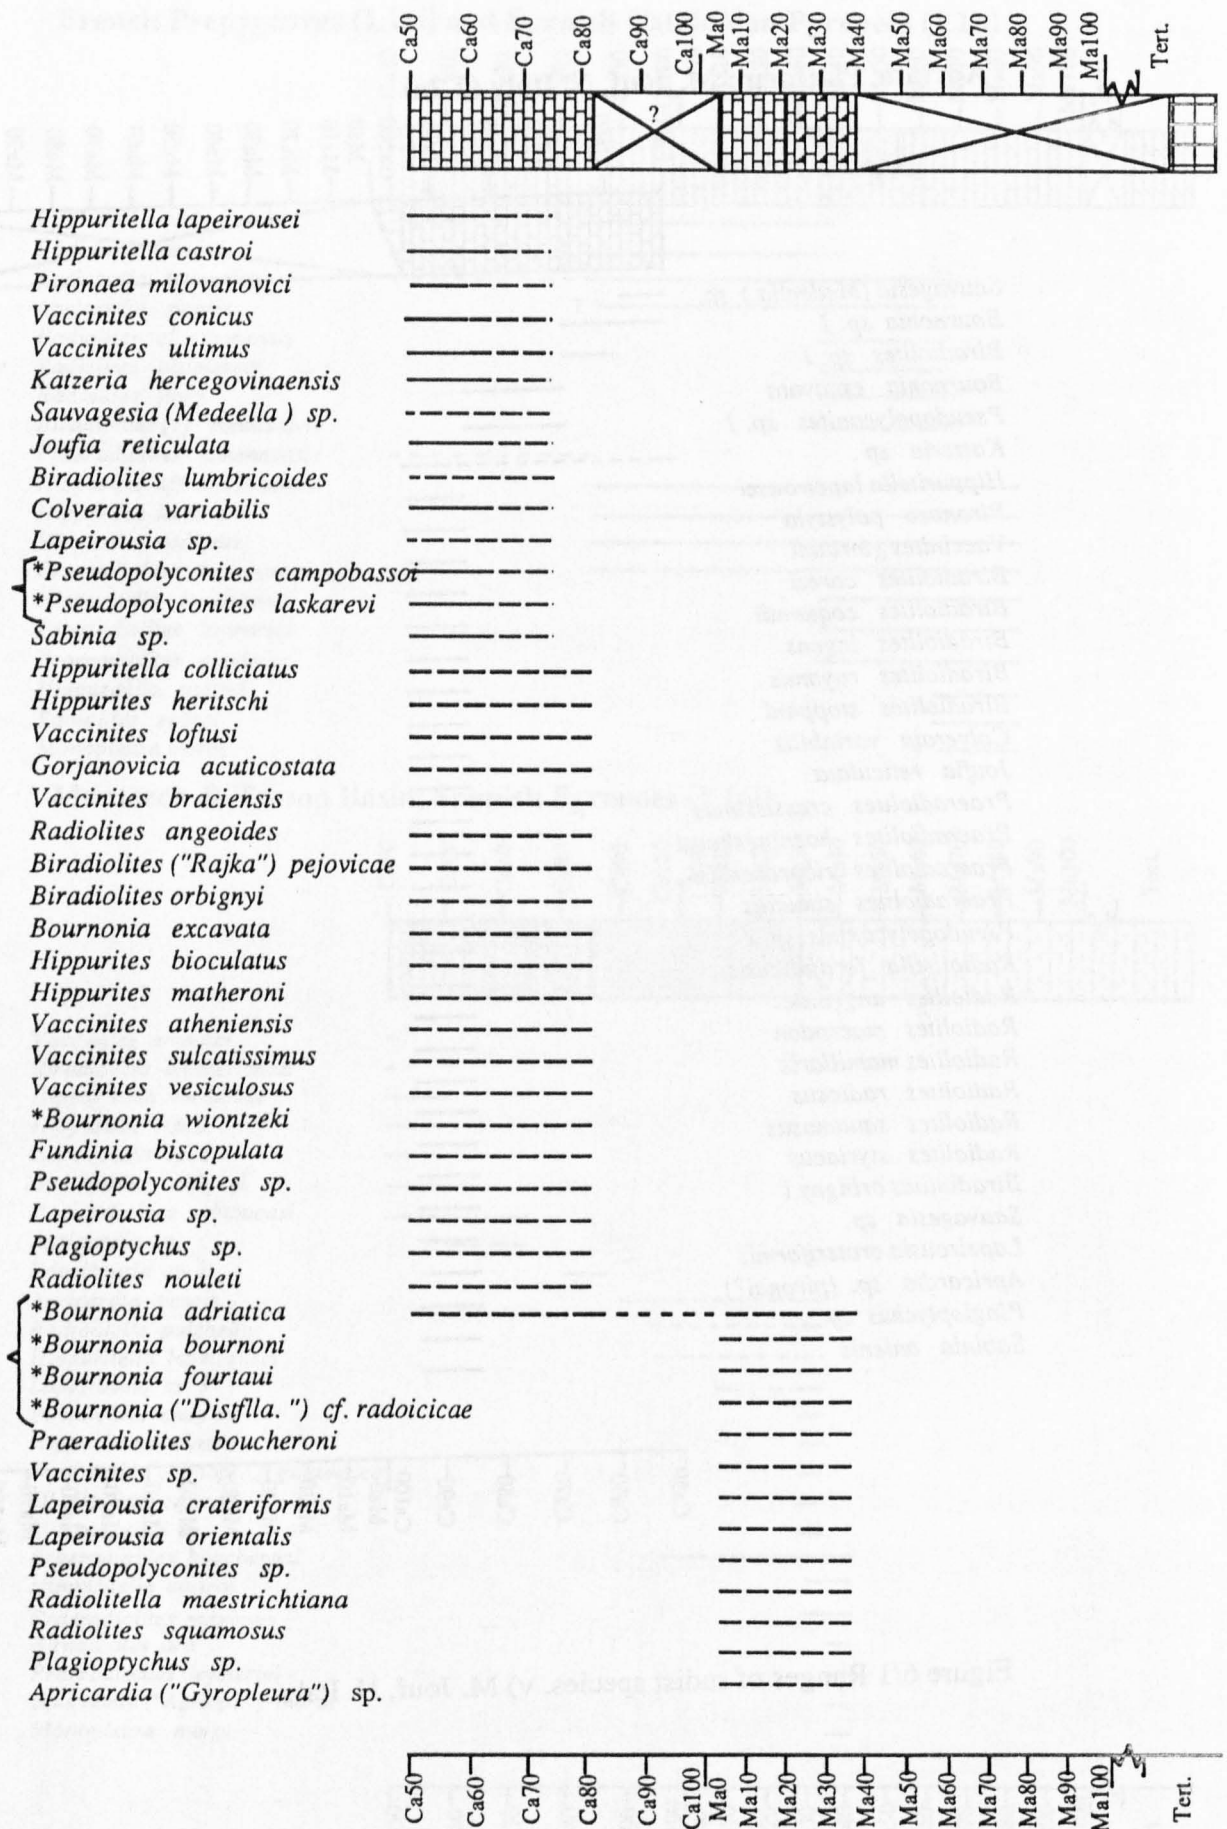 Ca50 Ca60 Ca70 Ca80 Ca90 Ca100 Ma0 Ma10 Ma20 Ma30 Ma40 Ma50 Ma60 Ma70 Ma80 Ma90 Ma100 Tert.
?
Hippuritella lapeirousei
Hippuritella castroi
Pironaea milovanovici
Vaccinites conicus
Vaccinites ultimus
Katzeria hercegovinaensis
Sauvagesia (Medeella ) sp.
Joufia reticulata
Biradiolites lumbricoides
Colveraia variabilis
Lapeirousia sp.
*Pseudopolyconites campobassoi
*Pseudopolyconites laskarevi
Sabinia sp.
Hippuritella colliciatus
Hippurites heritschi
Vaccinites loftusi
Gorjanovicia acuticostata
Vaccinites braciensis
Radiolites angeoides
Biradiolites ("Rajka") pejovicae
Biradiolites orbignyi
Bournonia excavata
Hippurites bioculatus
Hippurites matheroni
Vaccinites atheniensis
Vaccinites sulcatissimus
Vaccinites vesiculosus
*Bournonia wiontzeki
Fundinia biscopulata
Pseudopolyconites sp.
Lapeirousia sp.
Plagioptychus sp.
Radiolites nouleti
*Bournonia adriatica
*Bournonia bournoni
*Bournonia fourtaui
*Bournonia ("Distflla. ") cf. radoicicae
Praeradiolites boucheroni
Vaccinites sp.
Lapeirousia crateriformis
Lapeirousia orientalis
Pseudopolyconites sp.
Radiolitella maestrichtiana
Radiolites squamosus
Plagioptychus sp.
Apricardia ("Gyropleura") sp.
Ca50 Ca60 Ca70 Ca80 Ca90 Ca100 Ma0 Ma10 Ma20 Ma30 Ma40 Ma50 Ma60 Ma70 Ma80 Ma90 Ma100 Tert.